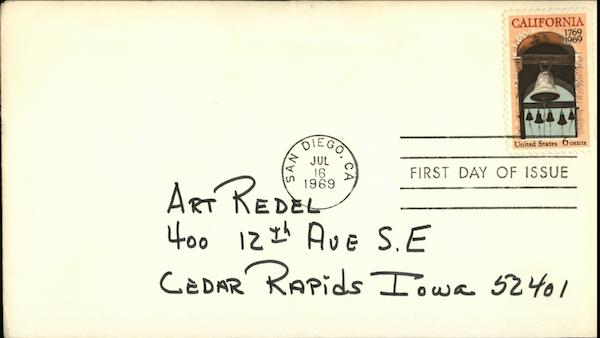 CALIFORNIA
1769
1969
United States 6 cents
SAN DIEGO, CA
JUL
16
1969
FIRST DAY OF ISSUE
ART REDEL
400 12th AVE S.E
CEDAR RAPids Iowa 52401